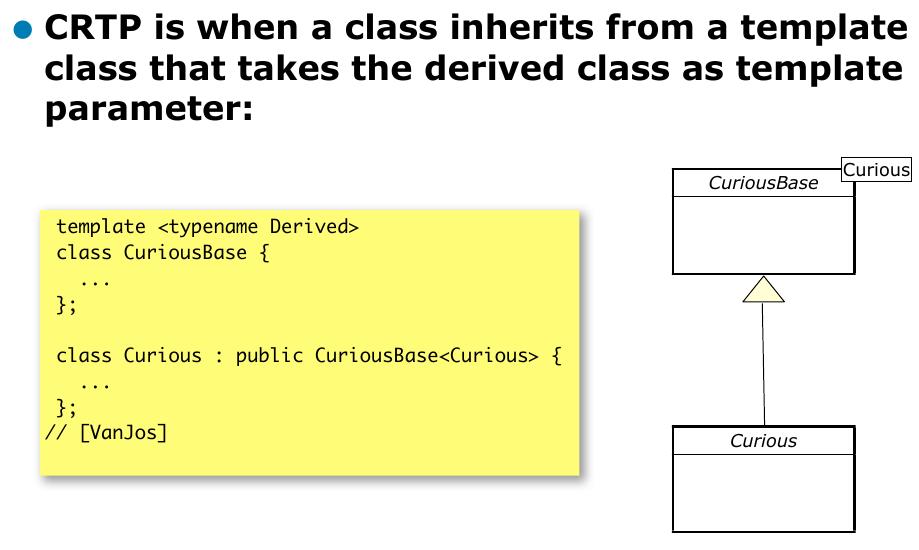 CRTP is when a class inherits from a template
class that takes the derived class as template
parameter:
template <typename Derived>
class CuriousBase {
...
};
class Curious : public CuriousBase<Curious> {
...
};
// [VanJos]
Curious
CuriousBase
Curious